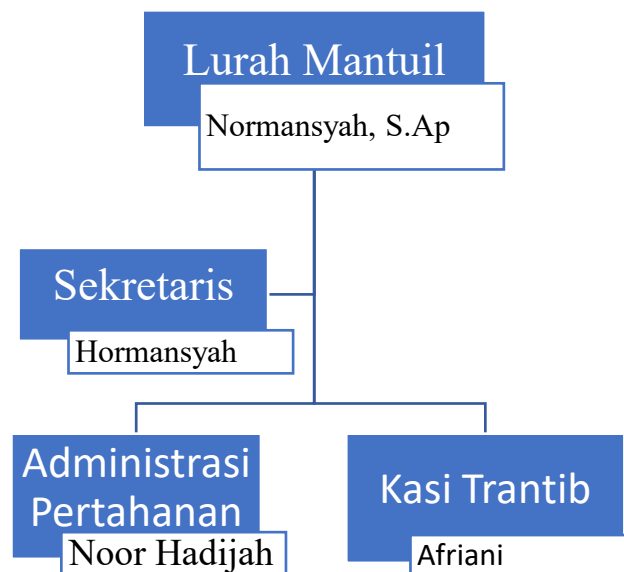 Lurah Mantuil
Normansyah, S.Ap
Sekretaris
Hormansyah
Administrasi
Pertahanan
Noor Hadijah
Kasi Trantib
Afriani